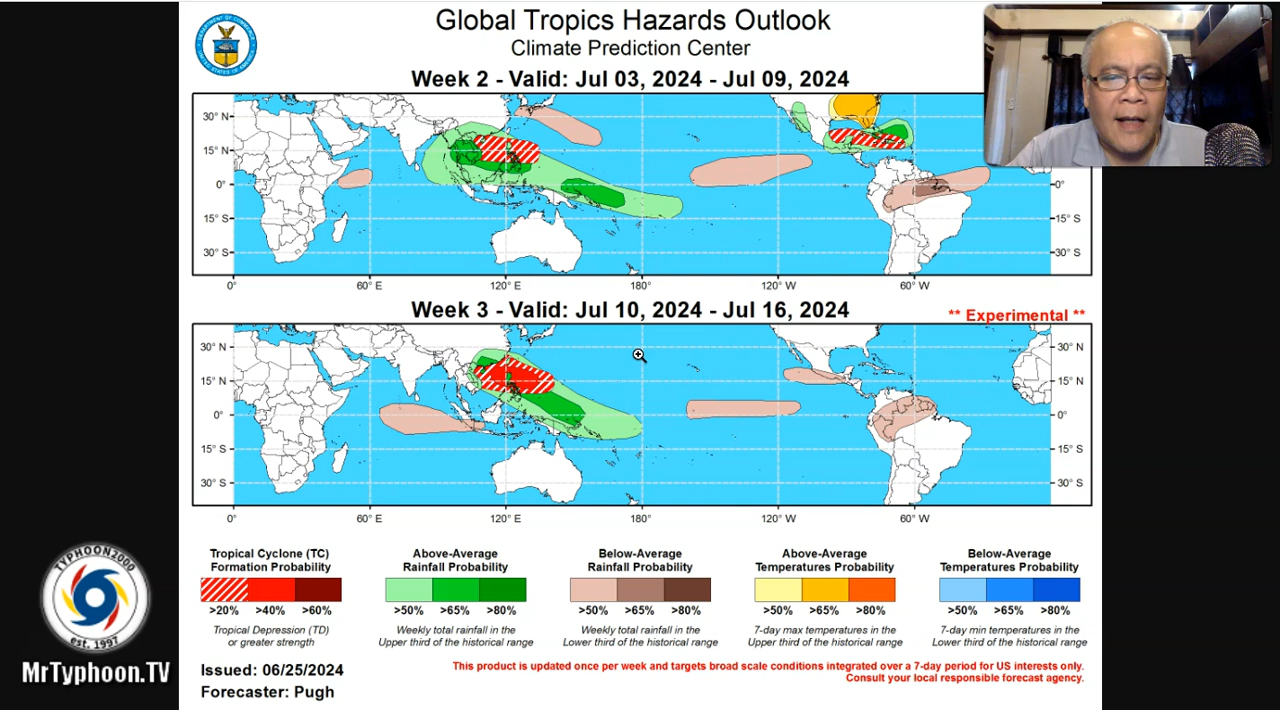 Global Tropics Hazards Outlook
Climate Prediction Center
Week 2 - Valid: Jul 03, 2024 - Jul 09, 2024
30° N
15° N
0°
15° S
30° S
0°
15° S
30° S
0°
60° E
120° E
180°
120° W
60° W
Week 3 - Valid: Jul 10, 2024 - Jul 16, 2024
** Experimental **
30° N
15° N
0°
15° S
30° S
30° N
15° N
0°
15° S
30° S
0°
60° E
120° E
180°
120° W
60° W
Tropical Cyclone (TC)
Formation Probability
>20% >40% >60%
Tropical Depression (TD)
or greater strength
Above-Average
Rainfall Probability
>50% >65% >80%
Weekly total rainfall in the
Upper third of the historical range
Below-Average
Rainfall Probability
>50% >65% >80%
Weekly total rainfall in the
Lower third of the historical range
Above-Average
Temperatures Probability
>50% >65% >80%
7-day max temperatures in the
Upper third of the historical range
Below-Average
Temperatures Probability
>50% >65% >80%
7-day min temperatures in the
Lower third of the historical range
Issued: 06/25/2024
Forecaster: Pugh
This product is updated once per week and targets broad scale conditions integrated over a 7-day period for US interests only.
Consult your local responsible forecast agency.
TYPHOON2000
est. 1997
MrTyphoon.TV